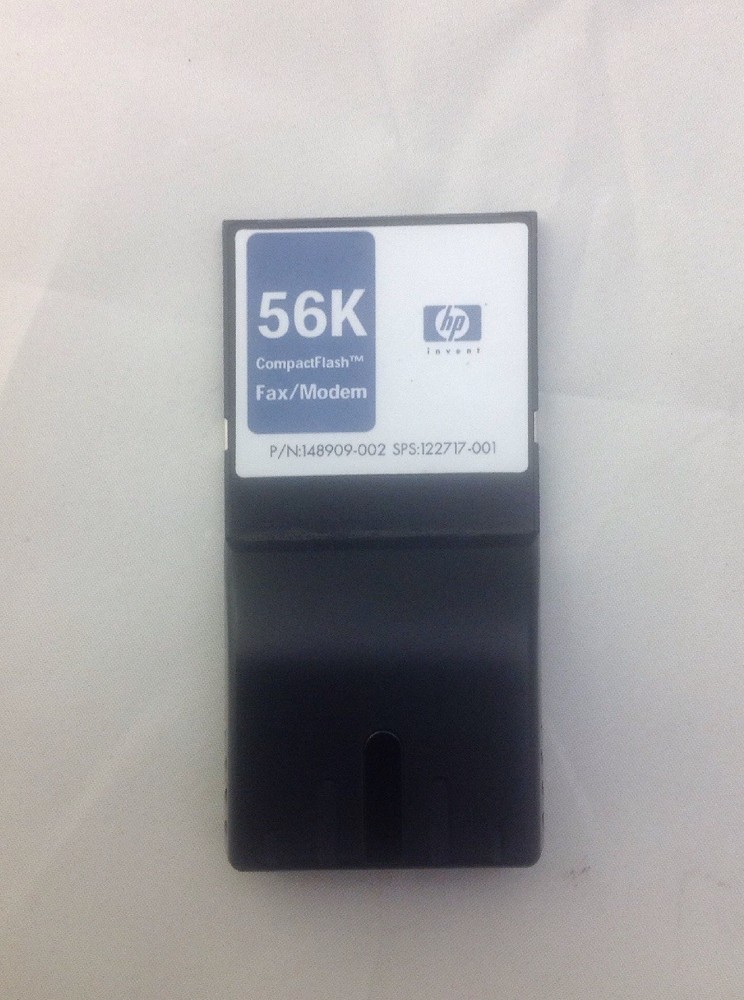 56K
CompactFlash™
Fax/Modem
hp
invent
P/N:148909-002 SPS:122717-001